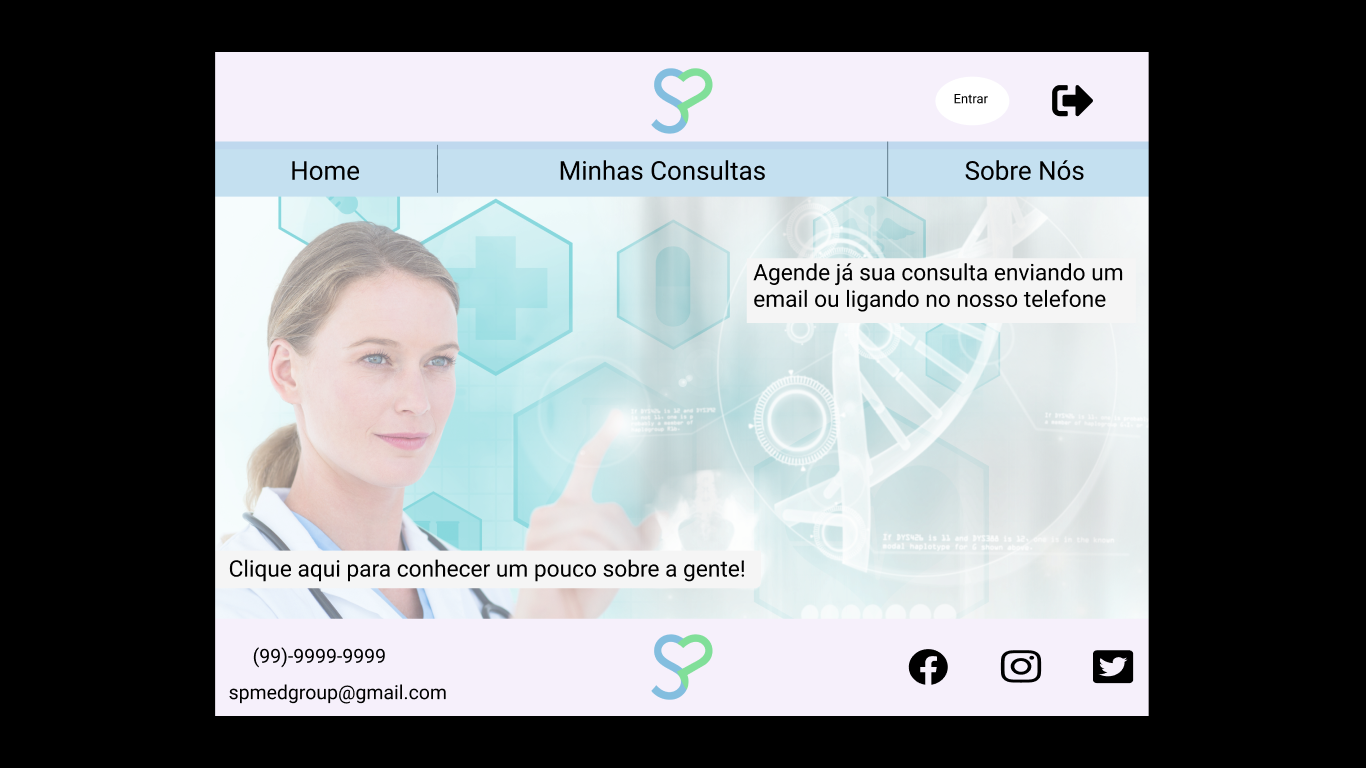 Entrar
Home
Minhas Consultas
Sobre Nós
Agende já sua consulta enviando um
email ou ligando no nosso telefone
Clique aqui para conhecer um pouco sobre a gente!
(99)-9999-9999
spmedgroup@gmail.com